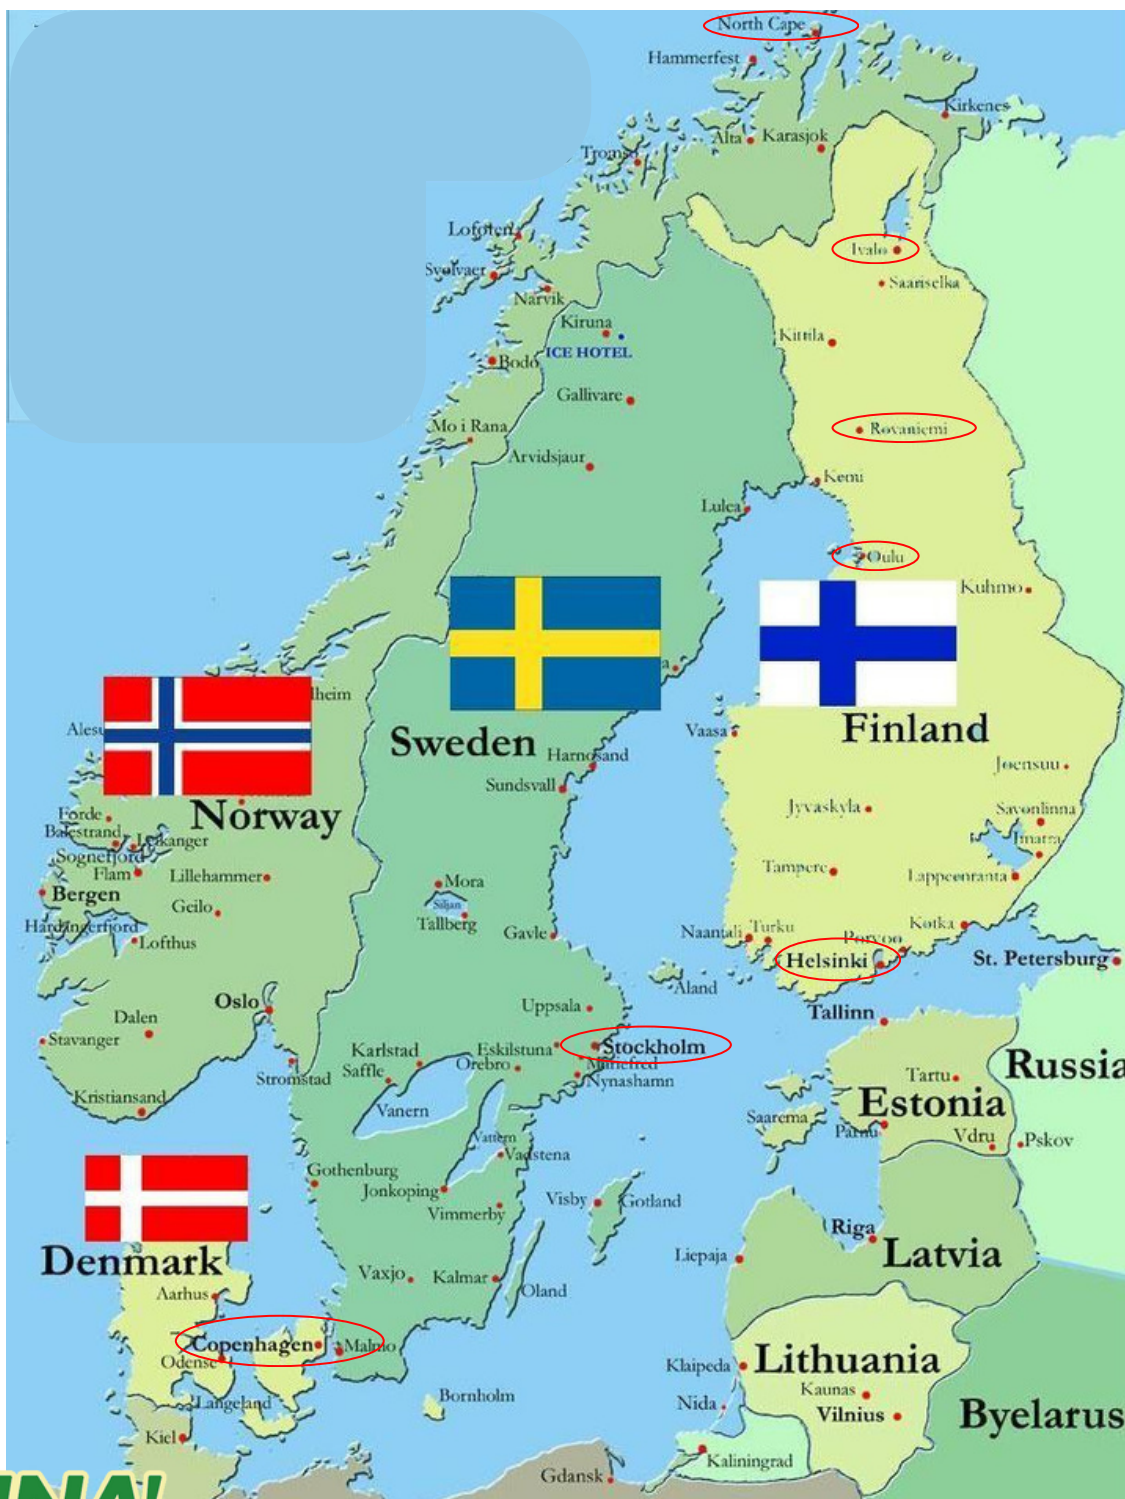 North Cape
Hammerfest
Kirkenes
Alta
Karasjok
Tromso
Lofoten
Ivalo
Svolvaer
Saariselka
Narvik
Kiruna
Kittila
ICE HOTEL
Bodo
Gallivare
Mo i Rana
Rovaniemi
Arvidsjaur
Kemi
Lulea
Oulu
Kuhmo
a
lheim
Alesu
Vaasa
Sweden
Finland
Harnosand
Joensuu
Sundsvall
Norway
Jyvaskyla
Savonlinna
Forde
Balestrand
Leikanger
Imatra
Sognefjord
Flam
Lillehammer
Tampere
Lappeenranta
Mora
Bergen
Siljan
Geilo
Tallberg
Hardangerfjord
Lofthus
Gavle
Naantali
Turku
Porvoo
Kotka
Helsinki
St. Petersburg
Aland
Oslo
Uppsala
Tallinn
Dalen
Stavanger
Karlstad
Eskilstuna
Stockholm
Saffle
Orebro
Mariefred
Nynashamn
Stromstad
Russia
Tartu
Kristiansand
Vanern
Estonia
Saarema
Parnu
Vattern
Vdru
Pskov
Vadstena
Gothenburg
Jonkoping
Visby
Gotland
Vimmerby
Riga
Denmark
Liepaja
Latvia
Vaxjo
Kalmar
Oland
Aarhus
Copenhagen
Malmo
Odense
Klaipeda
Lithuania
Kaunas
Langeland
Bornholm
Nida
Vilnius
Byelarus
Kiel
Kaliningrad
Gdansk